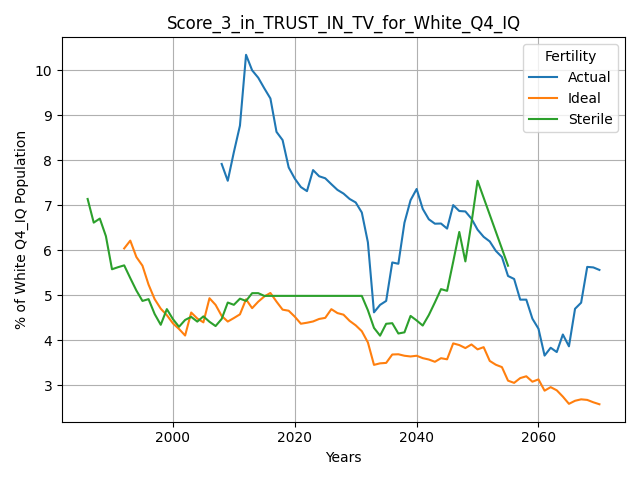 Score_3_in_TRUST_IN_TV_for_White_Q4_IQ
Fertility
Actual
Ideal
Sterile
% of White Q4_IQ Population
10
9
8
7
6
5
4
3
2000
2020
2040
2060
Years